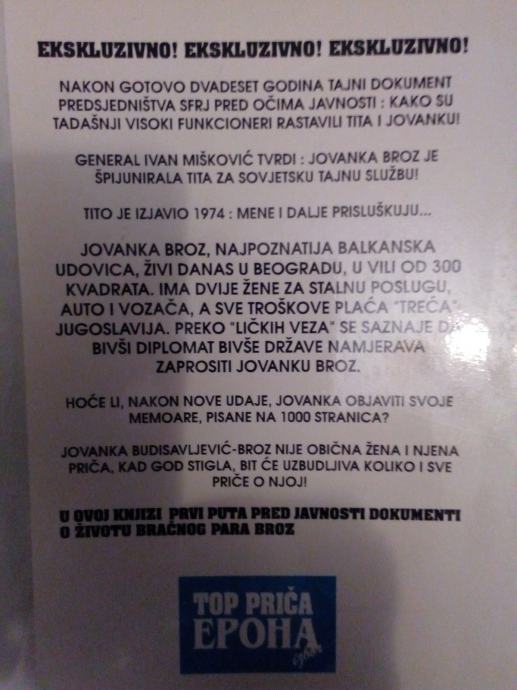 EKSKLUZIVNO! EKSKLUZIVNO! EKSKLUZIVNO!
NAKON GOTOVO DVADESET GODINA TAJNI DOKUMENT
PREDSJEDNIŠTVA SFRJ PRED OČIMA JAVNOSTI : KAKO SU
TADAŠNJI VISOKI FUNKCIONERI RASTAVILI TITA I JOVANKU!
GENERAL IVAN MIŠKOVIĆ TVRDI : JOVANKA BROZ JE
ŠPIJUNIRALA TITA ZA SOVJETSKU TAJNU SLUŽBU!
TITO JE IZJAVIO 1974 : MENE I DALJE PRISLUŠKUJU...
JOVANKA BROZ, NAJPOZNATIJA BALKANSKA
UDOVICA, ŽIVI DANAS U BEOGRADU, U VILI OD 300
KVADRATA. IMA DVIJE ŽENE ZA STALNU POSLUGU,
AUTO I VOZAČA, A SVE TROŠKOVE PLAĆA "TREĆA"
JUGOSLAVIJA. PREKO "LIČKIH VEZA" SE SAZNAJE DA
BIVŠI DIPLOMAT BIVŠE DRŽAVE NAMJERAVA
ZAPROSITI JOVANKU BROZ.
HOĆE LI, NAKON NOVE UDAJE, JOVANKA OBJAVITI SVOJE
MEMOARE, PISANE NA 1000 STRANICA?
JOVANKA BUDISAVLJEVIĆ-BROZ NIJE OBIČNA ŽENA I NJENA
PRIČA, KAD GOD STIGLA, BIT ĆE UZBUDLJIVA KOLIKO I SVE
PRIČE O NJOJ!
U OVOJ KNJIZI PRVI PUTA PRED JAVNOSTI DOKUMENTI
O ŽIVOTU BRAČNOG PARA BROZ
TOP PRIČA
EPOHA